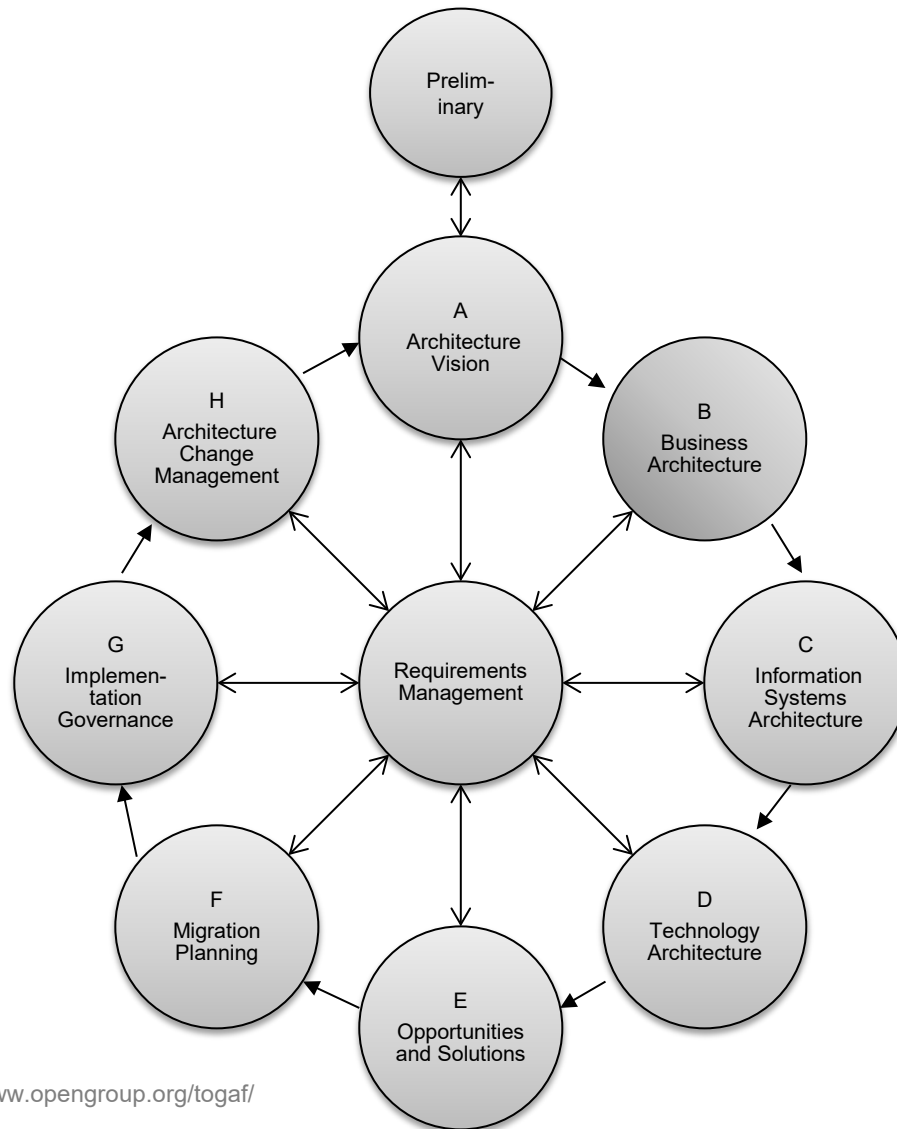 Prelim-
inary
A
Architecture
Vision
H
Architecture
Change
Management
B
Business
Architecture
G
Implemen-
tation
Governance
Requirements
Management
C
Information
Systems
Architecture
F
Migration
Planning
D
Technology
Architecture
E
Opportunities
and Solutions
ww.opengroup.org/togaf/